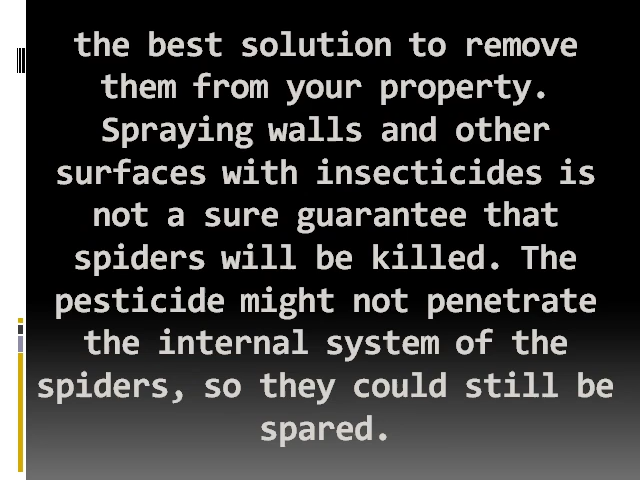 the best solution to remove
them from your property.
Spraying walls and other
surfaces with insecticides is
not a sure guarantee that
spiders will be killed. The
pesticide might not penetrate
the internal system of the
spiders, so they could still be
spared.